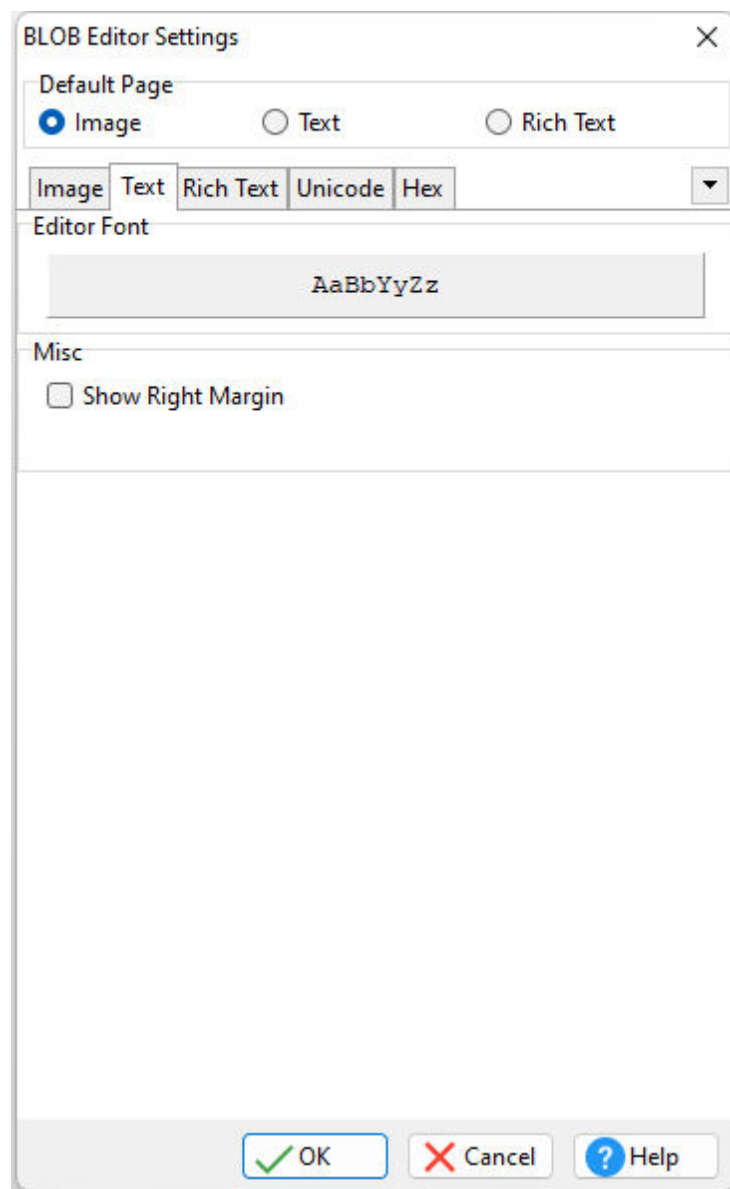 BLOB Editor Settings
Default Page
Image Text Rich Text
Image Text Rich Text Unicode Hex
Editor Font
AaBbYyZz
Misc
Show Right Margin
OK Cancel Help